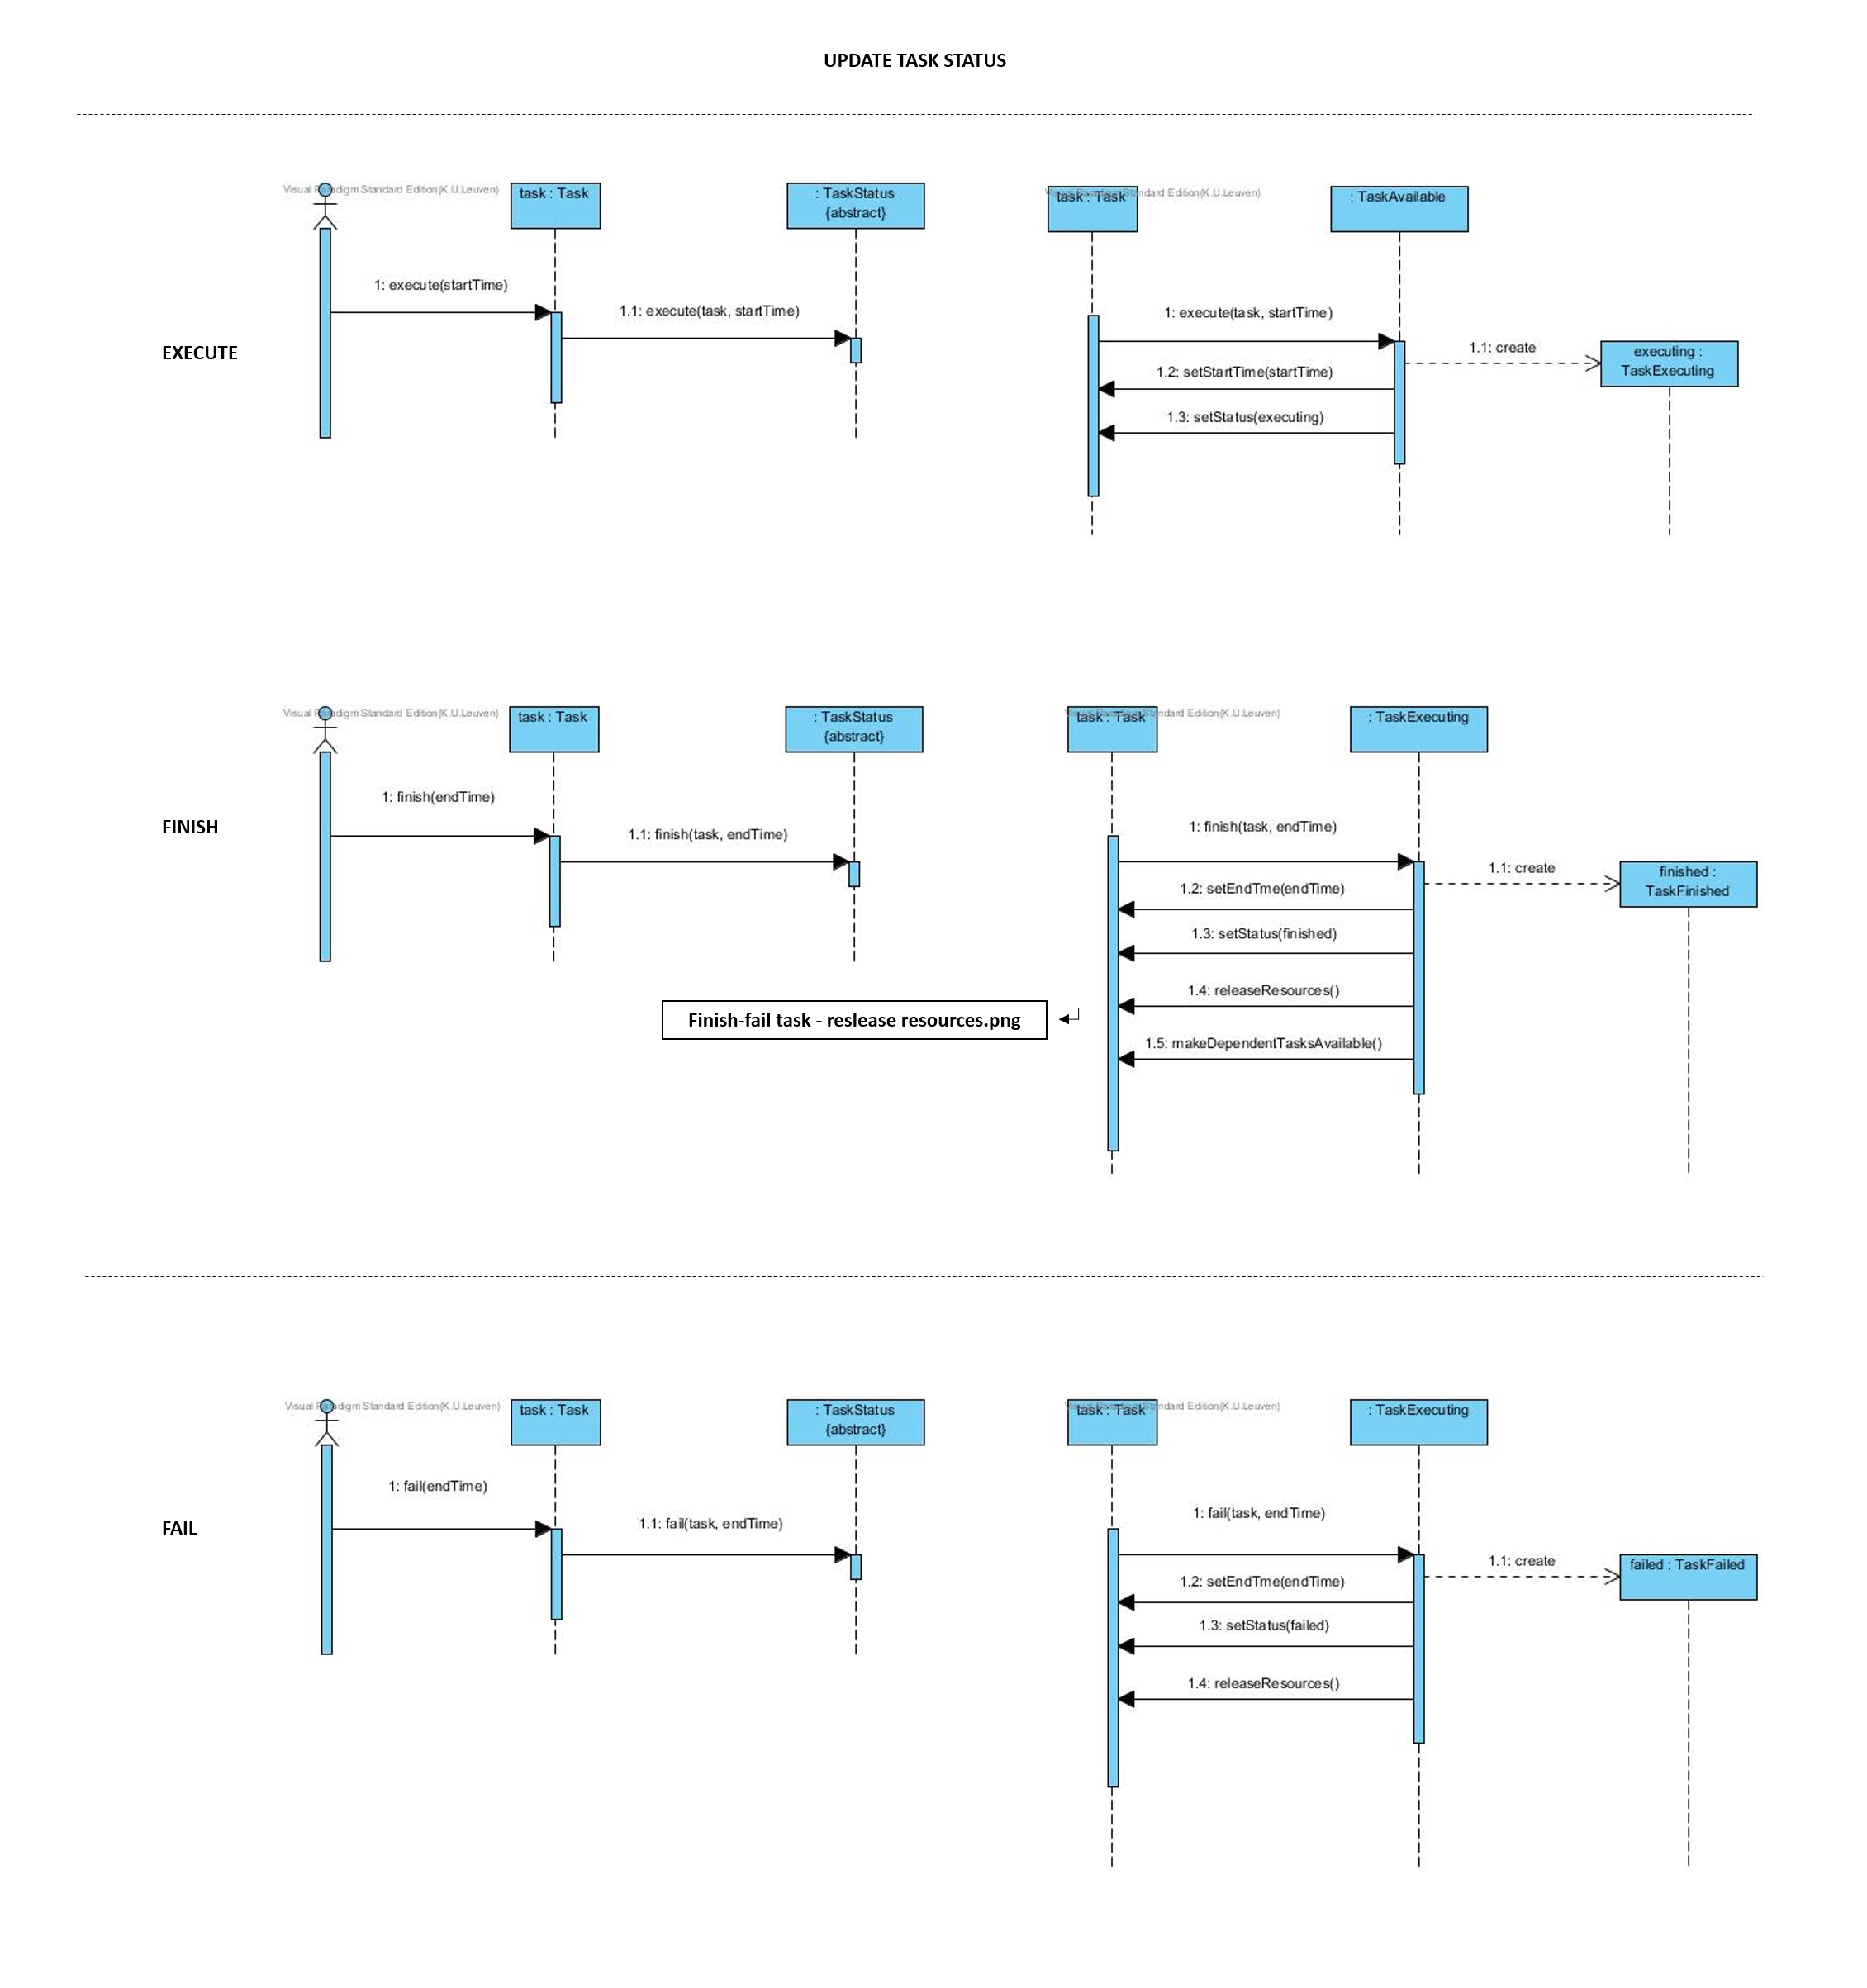 UPDATE TASK STATUS
Visual Paradigm Standard Edition(K.U.Leuven)
task : Task
: TaskStatus
{abstract}
1: execute(startTime)
1.1: execute(task, startTime)
EXECUTE
Visual Paradigm Standard Edition(K.U.Leuven)
task : Task
: TaskAvailable
1: execute(task, startTime)
1.1: create
executing :
TaskExecuting
1.2: setStartTime(startTime)
1.3: setStatus(executing)
Visual Paradigm Standard Edition(K.U.Leuven)
task : Task
: TaskStatus
{abstract}
1: finish(endTime)
1.1: finish(task, endTime)
FINISH
Visual Paradigm Standard Edition(K.U.Leuven)
task : Task
: TaskExecuting
1: finish(task, endTime)
1.1: create
finished :
TaskFinished
1.2: setEndTme(endTime)
1.3: setStatus(finished)
1.4: releaseResources()
Finish-fail task - reslease resources.png
1.5: makeDependentTasksAvailable()
Visual Paradigm Standard Edition(K.U.Leuven)
task : Task
: TaskStatus
{abstract}
1: fail(endTime)
1.1: fail(task, endTime)
FAIL
Visual Paradigm Standard Edition(K.U.Leuven)
task : Task
: TaskExecuting
1: fail(task, endTime)
1.1: create
failed : TaskFailed
1.2: setEndTme(endTime)
1.3: setStatus(failed)
1.4: releaseResources()